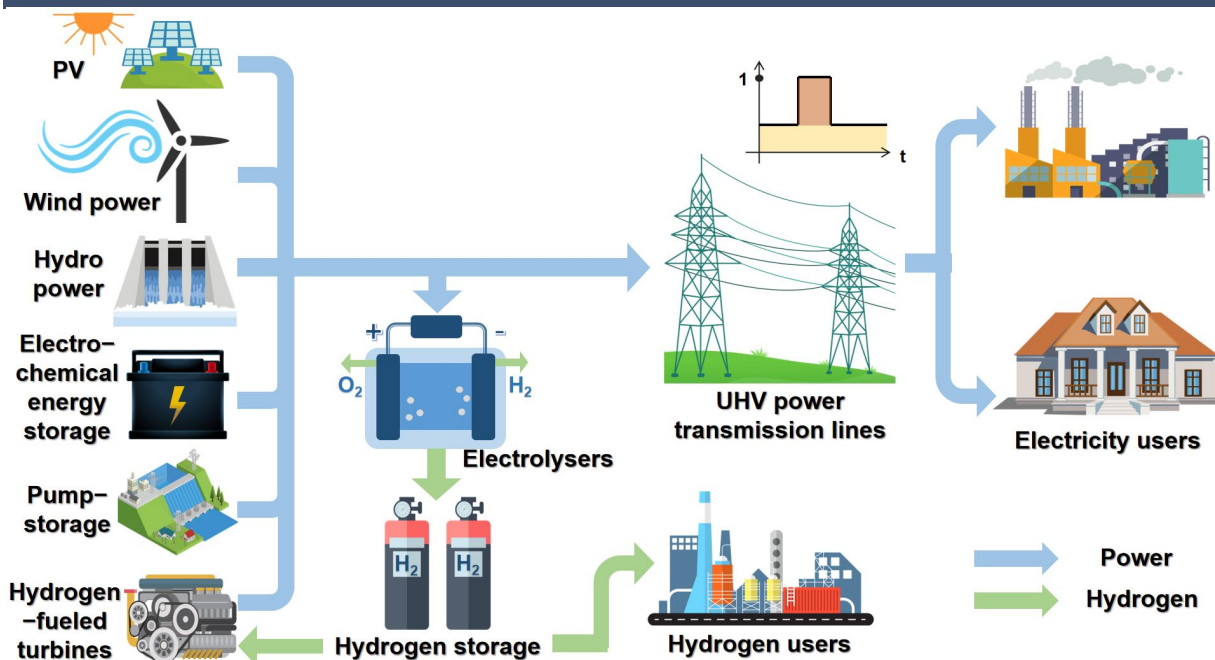 PV
Wind power
Hydro
power
Electro−
chemical
energy
storage
Pump−
storage
Hydrogen
−fueled
turbines
+
-
O₂
H₂
Electrolysers
H₂
H₂
Hydrogen storage
1
t
UHV power
transmission lines
Electricity users
Hydrogen users
Power
Hydrogen